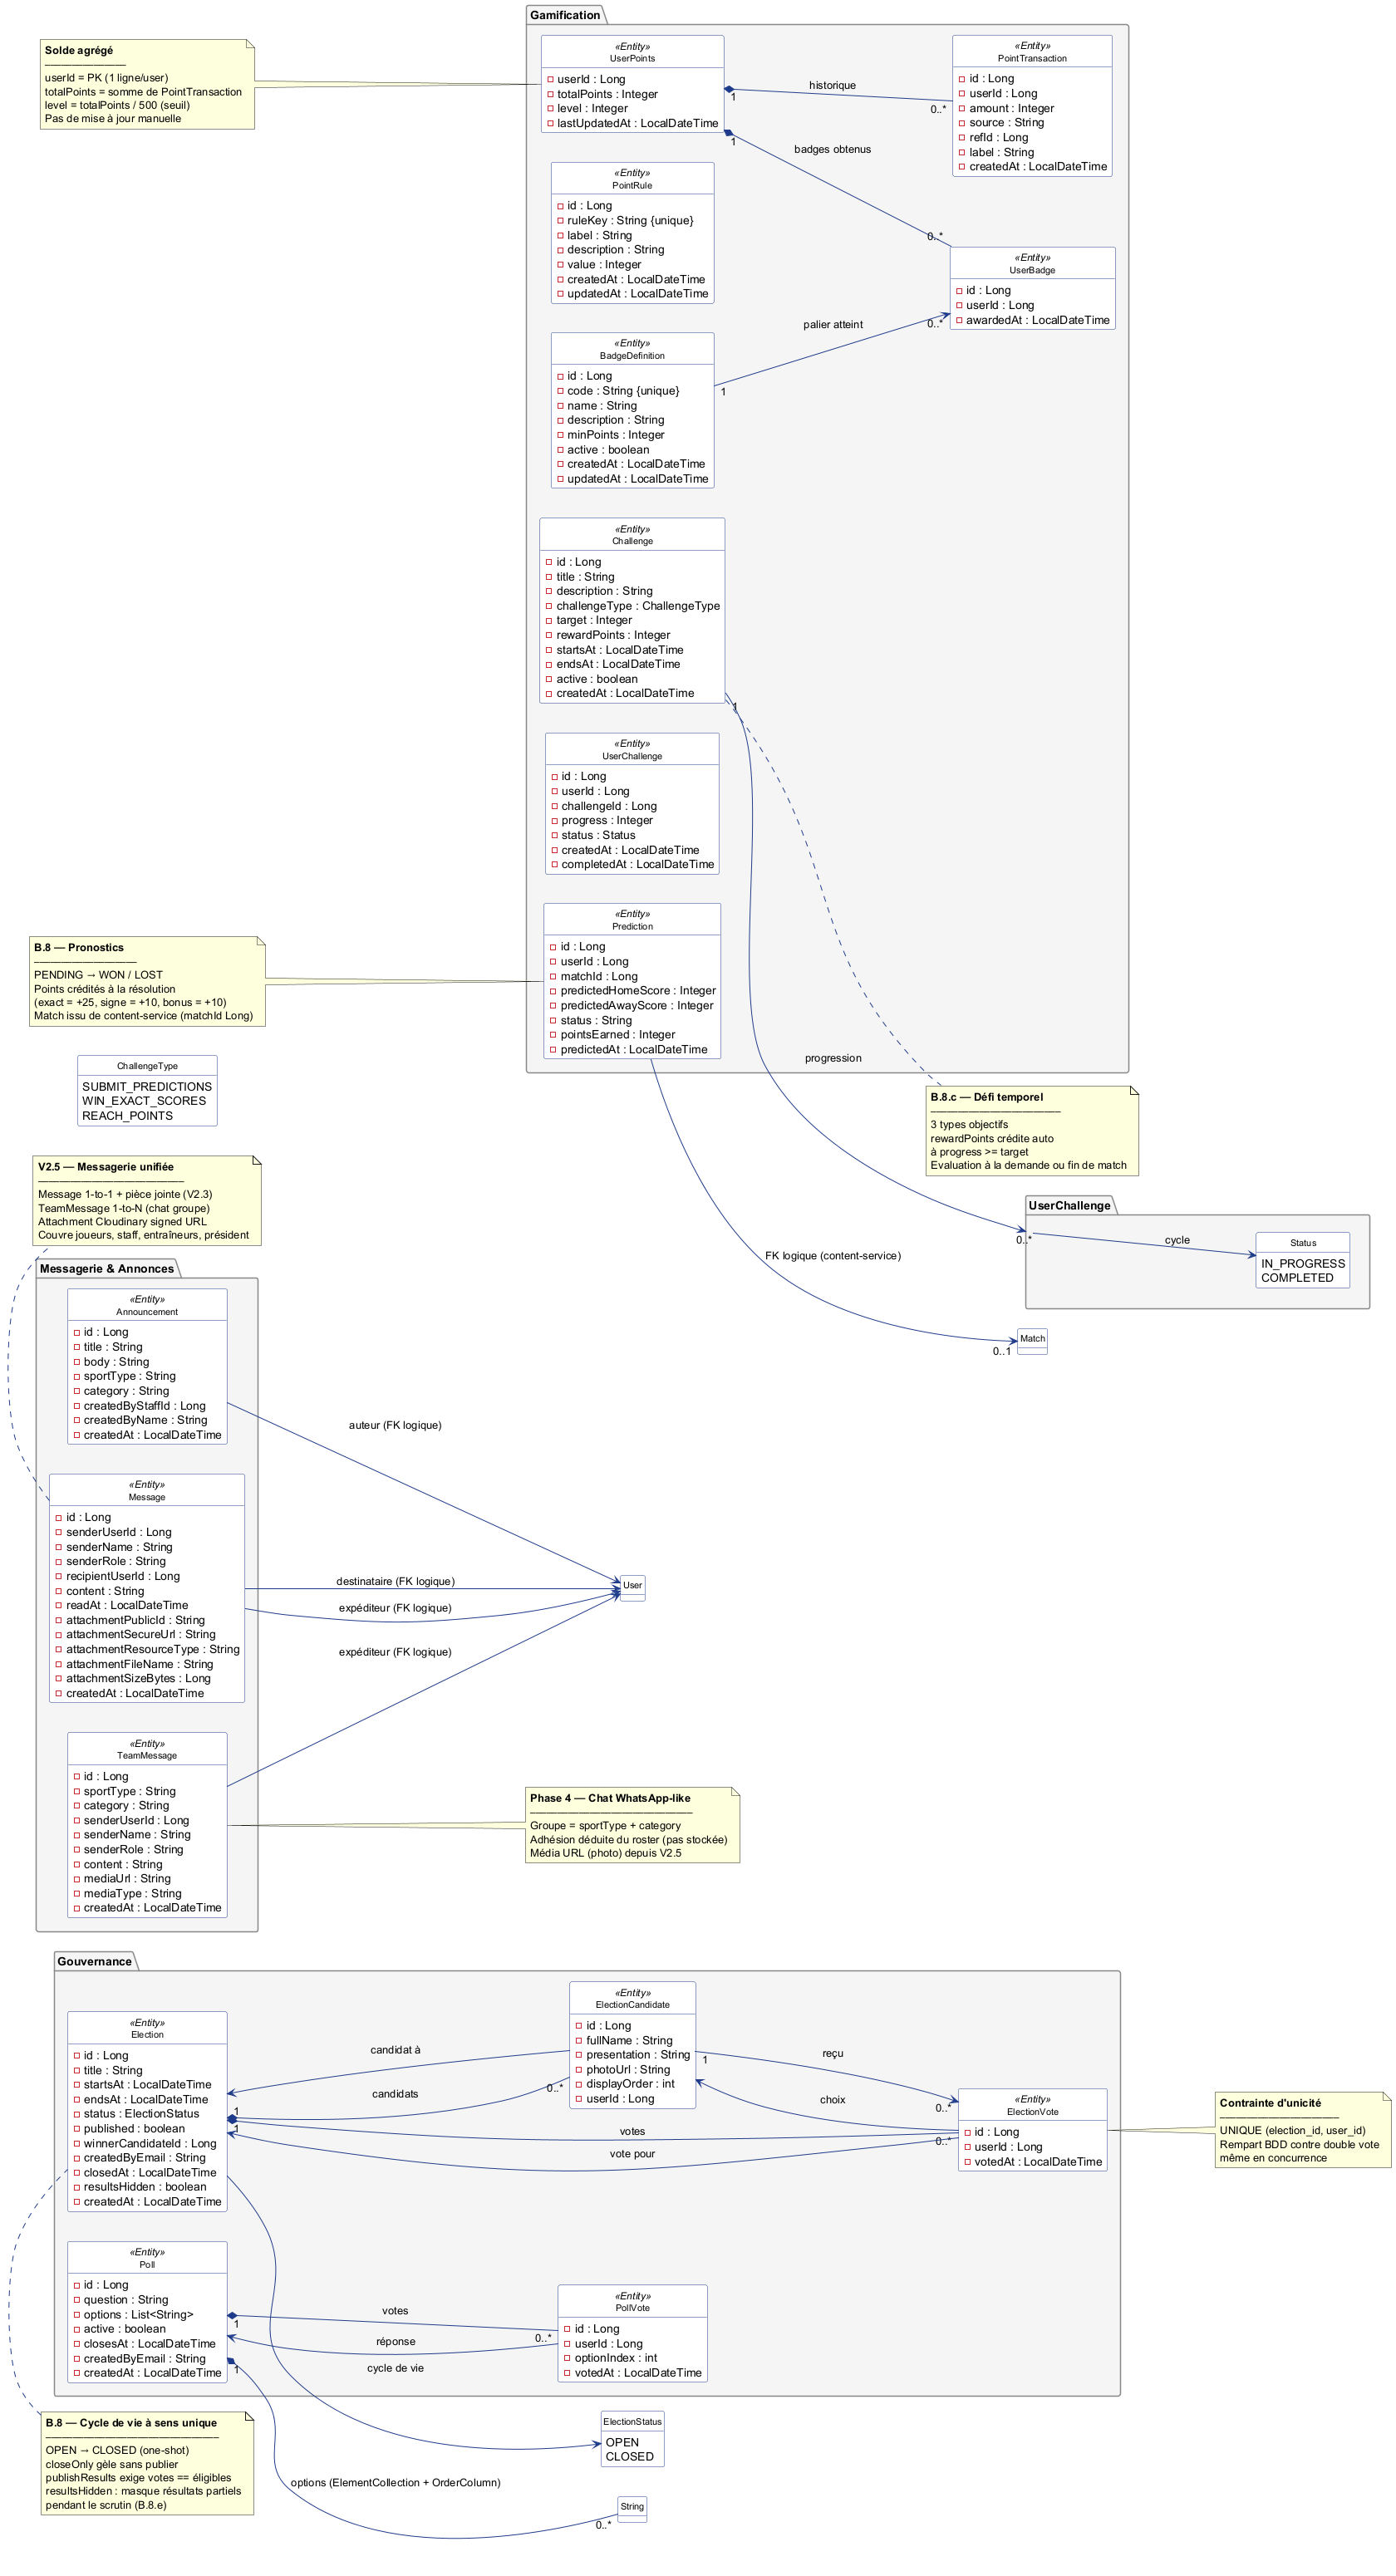 Gamification
Solde agrégé
userId = PK (1 ligne/user)
totalPoints = somme de PointTransaction
level = totalPoints / 500 (seuil)
Pas de mise à jour manuelle
«Entity»
UserPoints
userId : Long
totalPoints : Integer
level : Integer
lastUpdatedAt : LocalDateTime
historique
1
0..*
badges obtenus
1
0..*
«Entity»
PointTransaction
id : Long
userId : Long
amount : Integer
source : String
refId : Long
label : String
createdAt : LocalDateTime
«Entity»
PointRule
id : Long
ruleKey : String {unique}
label : String
description : String
value : Integer
createdAt : LocalDateTime
updatedAt : LocalDateTime
«Entity»
UserBadge
id : Long
userId : Long
awardedAt : LocalDateTime
palier atteint
0..*
1
«Entity»
BadgeDefinition
id : Long
code : String {unique}
name : String
description : String
minPoints : Integer
active : boolean
createdAt : LocalDateTime
updatedAt : LocalDateTime
«Entity»
Challenge
id : Long
title : String
description : String
challengeType : ChallengeType
target : Integer
rewardPoints : Integer
startsAt : LocalDateTime
endsAt : LocalDateTime
active : boolean
createdAt : LocalDateTime
1
«Entity»
UserChallenge
id : Long
userId : Long
challengeId : Long
progress : Integer
status : Status
createdAt : LocalDateTime
completedAt : LocalDateTime
B.8 — Pronostics
PENDING → WON / LOST
Points crédités à la résolution
(exact = +25, signe = +10, bonus = +10)
Match issu de content-service (matchId Long)
«Entity»
Prediction
id : Long
userId : Long
matchId : Long
predictedHomeScore : Integer
predictedAwayScore : Integer
status : String
pointsEarned : Integer
predictedAt : LocalDateTime
progression
ChallengeType
SUBMIT_PREDICTIONS
WIN_EXACT_SCORES
REACH_POINTS
B.8.c — Défi temporel
3 types objectifs
rewardPoints crédite auto
à progress >= target
Evaluation à la demande ou fin de match
V2.5 — Messagerie unifiée
Message 1-to-1 + pièce jointe (V2.3)
TeamMessage 1-to-N (chat groupe)
Attachment Cloudinary signed URL
Couvre joueurs, staff, entraîneurs, président
UserChallenge
0..*
cycle
Status
IN_PROGRESS
COMPLETED
FK logique (content-service)
0..1
Match
Messagerie & Annonces
«Entity»
Announcement
id : Long
title : String
body : String
sportType : String
category : String
createdByStaffId : Long
createdByName : String
createdAt : LocalDateTime
auteur (FK logique)
«Entity»
Message
id : Long
senderUserId : Long
senderName : String
senderRole : String
recipientUserId : Long
content : String
readAt : LocalDateTime
attachmentPublicId : String
attachmentSecureUrl : String
attachmentResourceType : String
attachmentFileName : String
attachmentSizeBytes : Long
createdAt : LocalDateTime
destinataire (FK logique)
expéditeur (FK logique)
expéditeur (FK logique)
User
«Entity»
TeamMessage
id : Long
sportType : String
category : String
senderUserId : Long
senderName : String
senderRole : String
content : String
mediaUrl : String
mediaType : String
createdAt : LocalDateTime
Phase 4 — Chat WhatsApp-like
Groupe = sportType + category
Adhésion déduite du roster (pas stockée)
Média URL (photo) depuis V2.5
Gouvernance
«Entity»
Election
id : Long
title : String
startsAt : LocalDateTime
endsAt : LocalDateTime
status : ElectionStatus
published : boolean
winnerCandidateId : Long
createdByEmail : String
closedAt : LocalDateTime
resultsHidden : boolean
createdAt : LocalDateTime
candidat à
candidats
1
0..*
votes
1
0..*
vote pour
«Entity»
ElectionCandidate
id : Long
fullName : String
presentation : String
photoUrl : String
displayOrder : int
userId : Long
reçu
1
0..*
choix
«Entity»
ElectionVote
id : Long
userId : Long
votedAt : LocalDateTime
Contrainte d'unicité
UNIQUE (election_id, user_id)
Rempart BDD contre double vote
même en concurrence
«Entity»
Poll
id : Long
question : String
options : List<String>
active : boolean
closesAt : LocalDateTime
createdByEmail : String
createdAt : LocalDateTime
votes
1
0..*
réponse
cycle de vie
1
«Entity»
PollVote
id : Long
userId : Long
optionIndex : int
votedAt : LocalDateTime
B.8 — Cycle de vie à sens unique
OPEN → CLOSED (one-shot)
closeOnly gèle sans publier
publishResults exige votes == éligibles
resultsHidden : masque résultats partiels
pendant le scrutin (B.8.e)
ElectionStatus
OPEN
CLOSED
options (ElementCollection + OrderColumn)
0..*
String